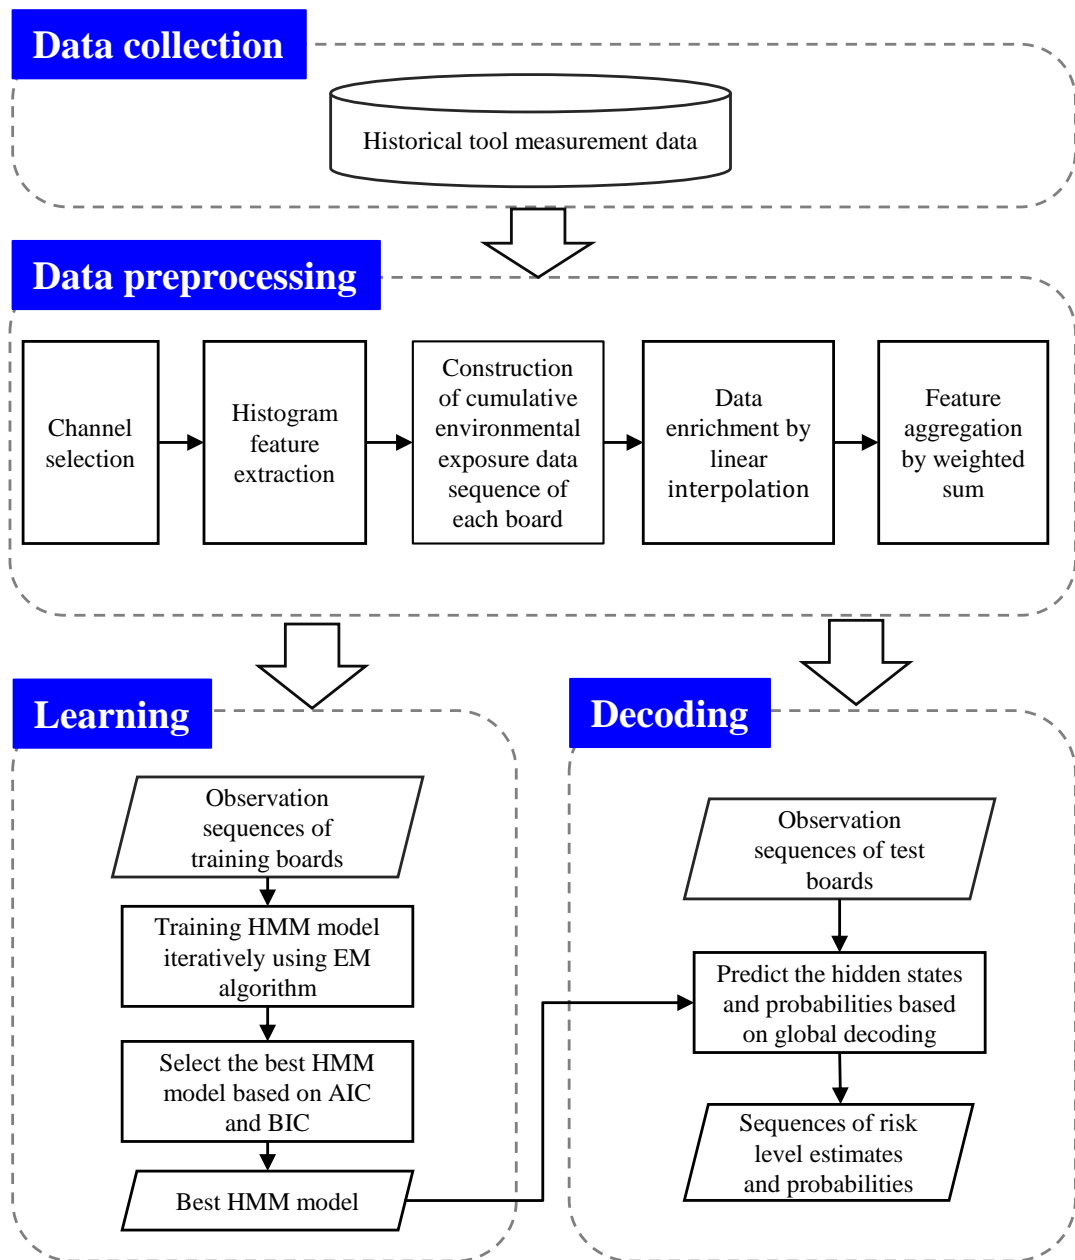 Data collection
Historical tool measurement data
Data preprocessing
Channel
selection
Histogram
feature
extraction
Construction
of cumulative
environmental
exposure data
sequence of
each board
Data
enrichment by
linear
interpolation
Feature
aggregation
by weighted
sum
Learning
Observation
sequences of
training boards
Training HMM model
iteratively using EM
algorithm
Select the best HMM
model based on AIC
and BIC
Best HMM model
Decoding
Observation
sequences of test
boards
Predict the hidden states
and probabilities based
on global decoding
Sequences of risk
level estimates
and probabilities